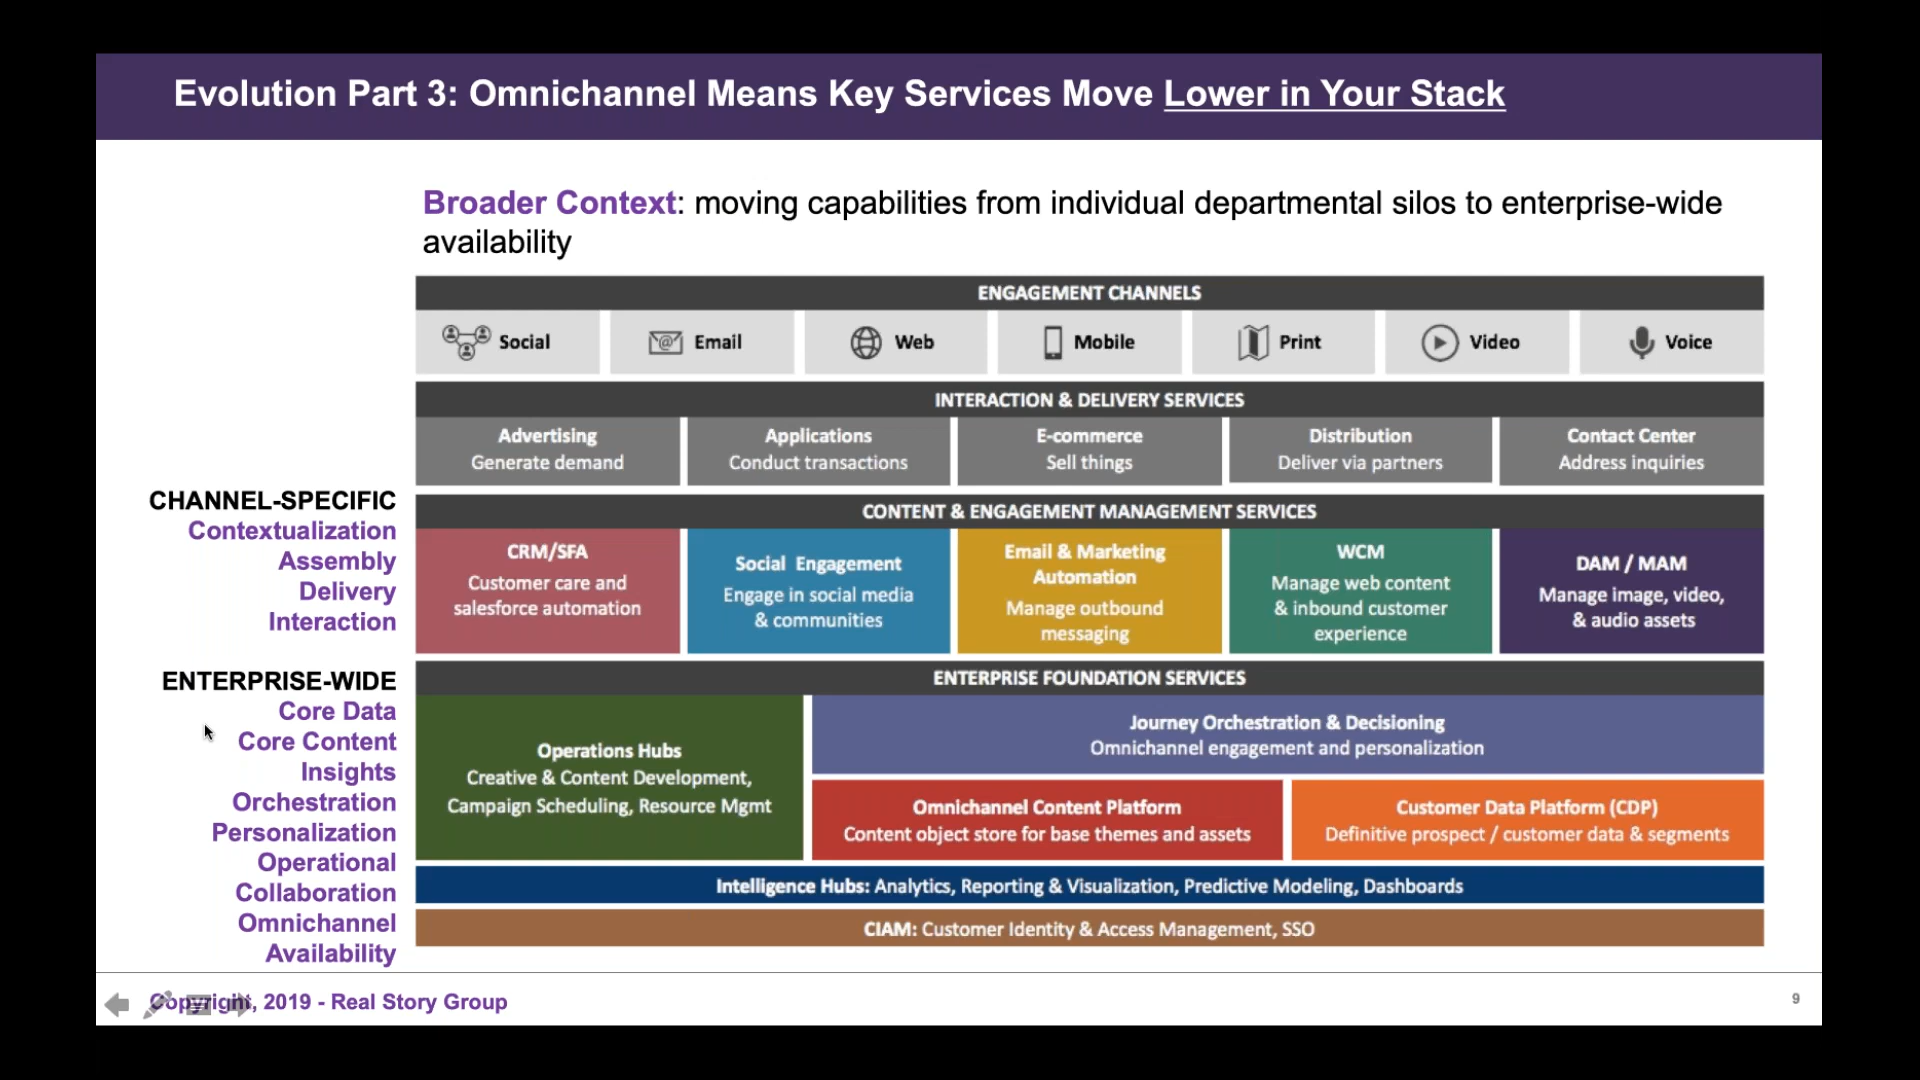 Evolution Part 3: Omnichannel Means Key Services Move Lower in Your Stack
Broader Context: moving capabilities from individual departmental silos to enterprise-wide
availability
ENGAGEMENT CHANNELS
Social
Email
Web
Mobile
Print
Video
Voice
INTERACTION & DELIVERY SERVICES
Advertising
Generate demand
Applications
Conduct transactions
E-commerce
Sell things
Distribution
Deliver via partners
Contact Center
Address inquiries
CHANNEL-SPECIFIC
Contextualization
Assembly
Delivery
Interaction
CONTENT & ENGAGEMENT MANAGEMENT SERVICES
CRM/SFA
Customer care and
salesforce automation
Social Engagement
Engage in social media
& communities
Email & Marketing
Automation
Manage outbound
messaging
WCM
Manage web content
& inbound customer
experience
DAM / MAM
Manage image, video,
& audio assets
ENTERPRISE-WIDE
Core Data
Core Content
Insights
Orchestration
Personalization
Operational
Collaboration
Omnichannel
Availability
ENTERPRISE FOUNDATION SERVICES
Operations Hubs
Creative & Content Development,
Campaign Scheduling, Resource Mgmt
Journey Orchestration & Decisioning
Omnichannel engagement and personalization
Omnichannel Content Platform
Content object store for base themes and assets
Customer Data Platform (CDP)
Definitive prospect / customer data & segments
Intelligence Hubs: Analytics, Reporting & Visualization, Predictive Modeling, Dashboards
CIAM: Customer Identity & Access Management, SSO
Copyright, 2019 - Real Story Group
9